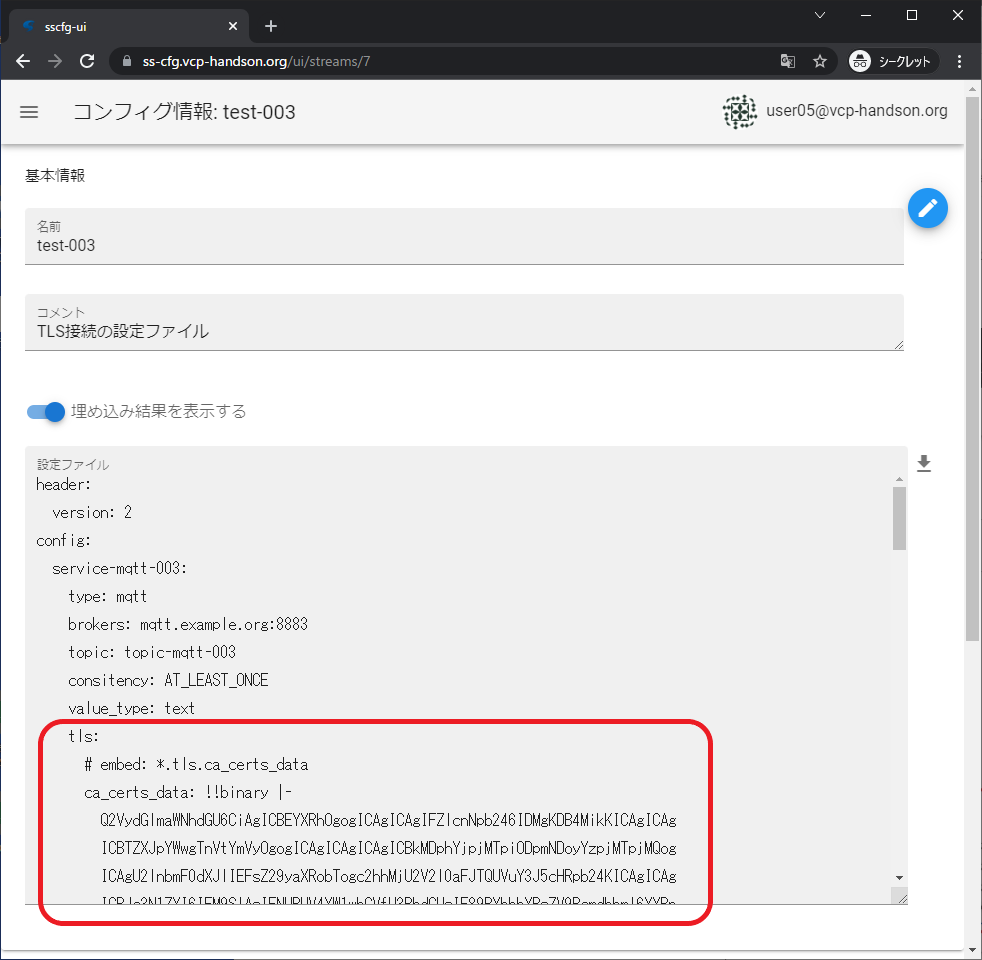 sscfg-ui
ss-cfg.vcp-handson.org/ui/streams/7
シークレット
コンフィグ情報: test-003
user05@vcp-handson.org
基本情報
名前
test-003
コメント
TLS接続の設定ファイル
埋め込み結果を表示する
設定ファイル
header:
version: 2
config:
service-mqtt-003:
type: mqtt
brokers: mqtt.example.org:8883
topic: topic-mqtt-003
consitency: AT_LEAST_ONCE
value_type: text
tls:
# embed: *.tls.ca_certs_data
ca_certs_data: !!binary |-
Q2VydGlmaWNhdGU6CiAgICBEYXRhOgogICAgICAgIFZlcnNpb246IDMgKDB4MikKICAgICAg
ICBTZXJpYWwgTnVtYmVyOgogICAgICAgICAgICBkMDphYjpjMTpiODpmNDoyYzpjMTpjMQog
ICAgU2lnbmF0dXJlIEFsZ29yaXRobTogc2hhMjU2V2l0aFJTQUVuY3J5cHRpb24KICAgICAg